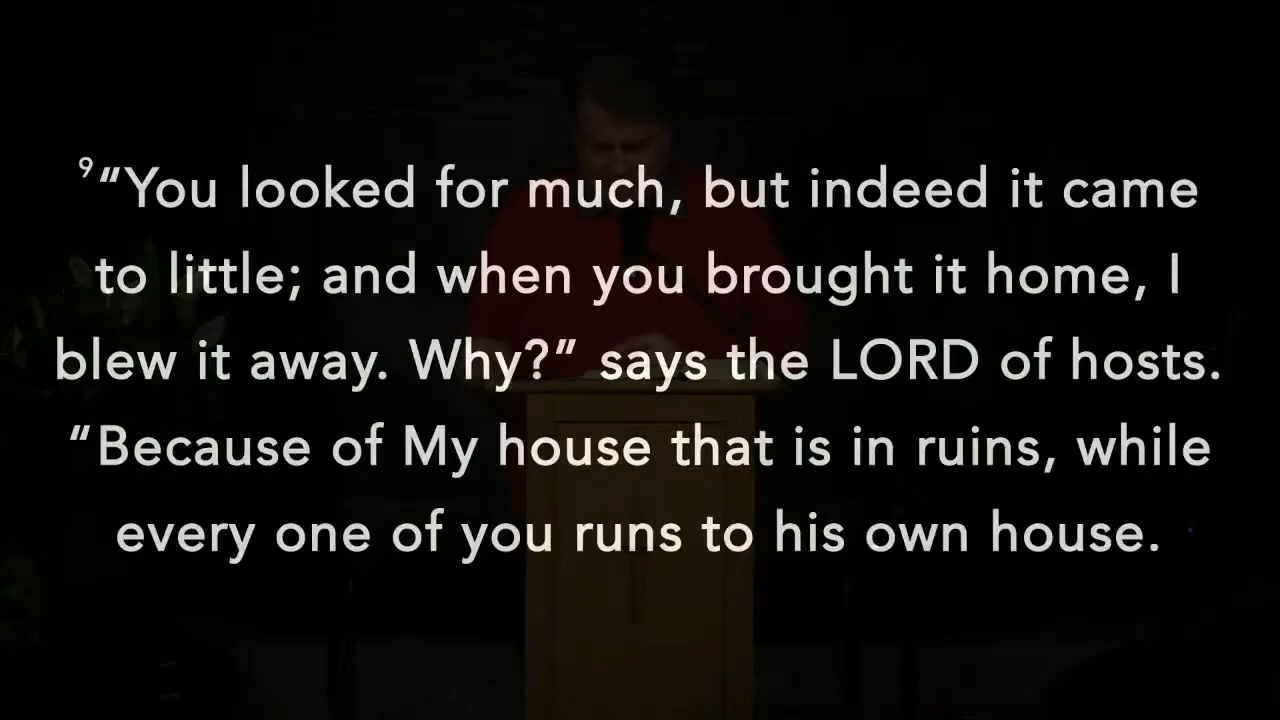 ⁹“You looked for much, but indeed it came
to little; and when you brought it home, I
blew it away. Why?” says the LORD of hosts.
“Because of My house that is in ruins, while
every one of you runs to his own house.